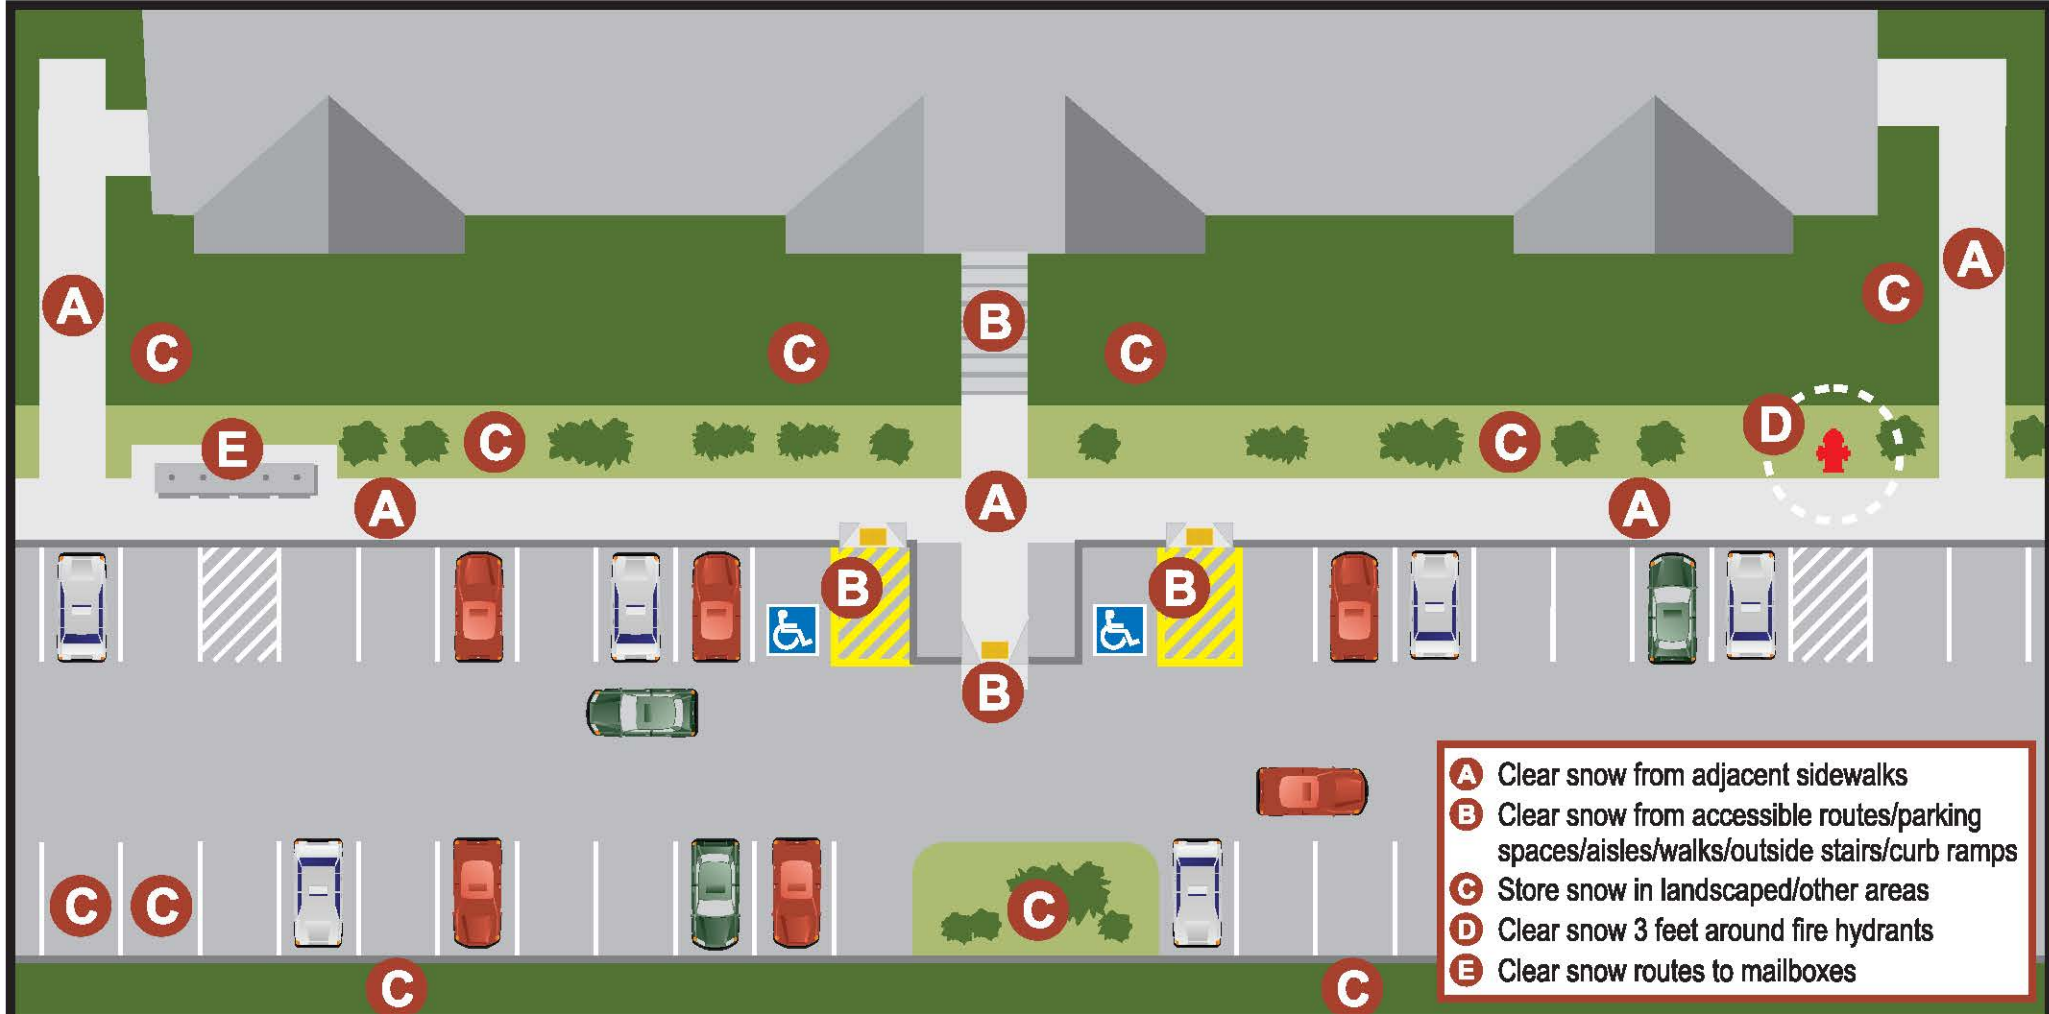 A
C
A
B
C
C
C
E
C
C
D
A
A
A
B
B
B
C
C
C
C
C
A Clear snow from adjacent sidewalks
B Clear snow from accessible routes/parking
spaces/aisles/walks/outside stairs/curb ramps
C Store snow in landscaped/other areas
D Clear snow 3 feet around fire hydrants
E Clear snow routes to mailboxes